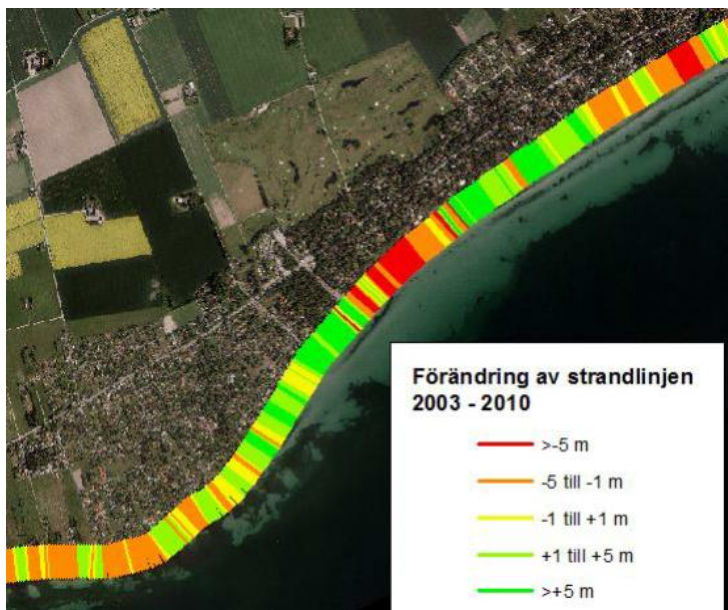 Förändring av strandlinjen
2003 - 2010
>-5 m
-5 till -1 m
-1 till +1 m
+1 till +5 m
>+5 m